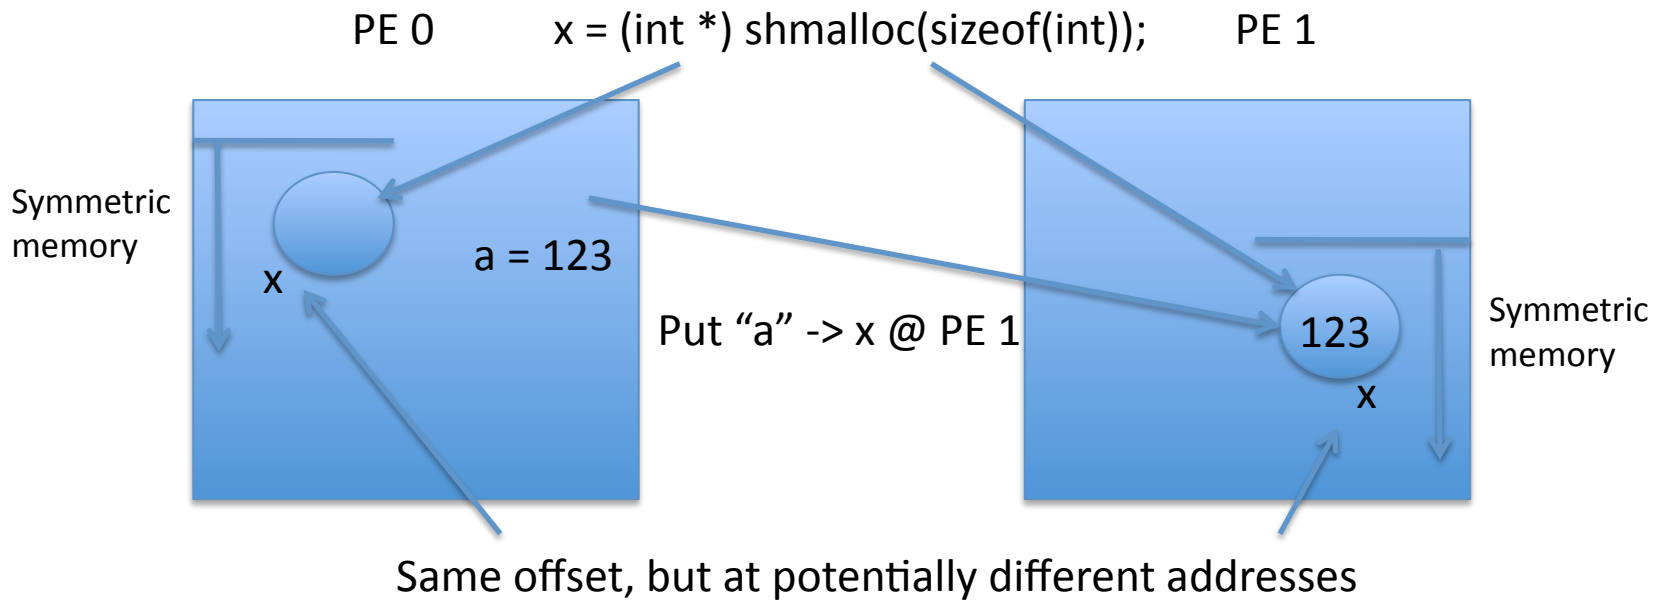 PE 0 x = (int *) shmalloc(sizeof(int)); PE 1
Symmetric
memory
x
a = 123
Put “a” -> x @ PE 1
123
x
Symmetric
memory
Same offset, but at potentially different addresses